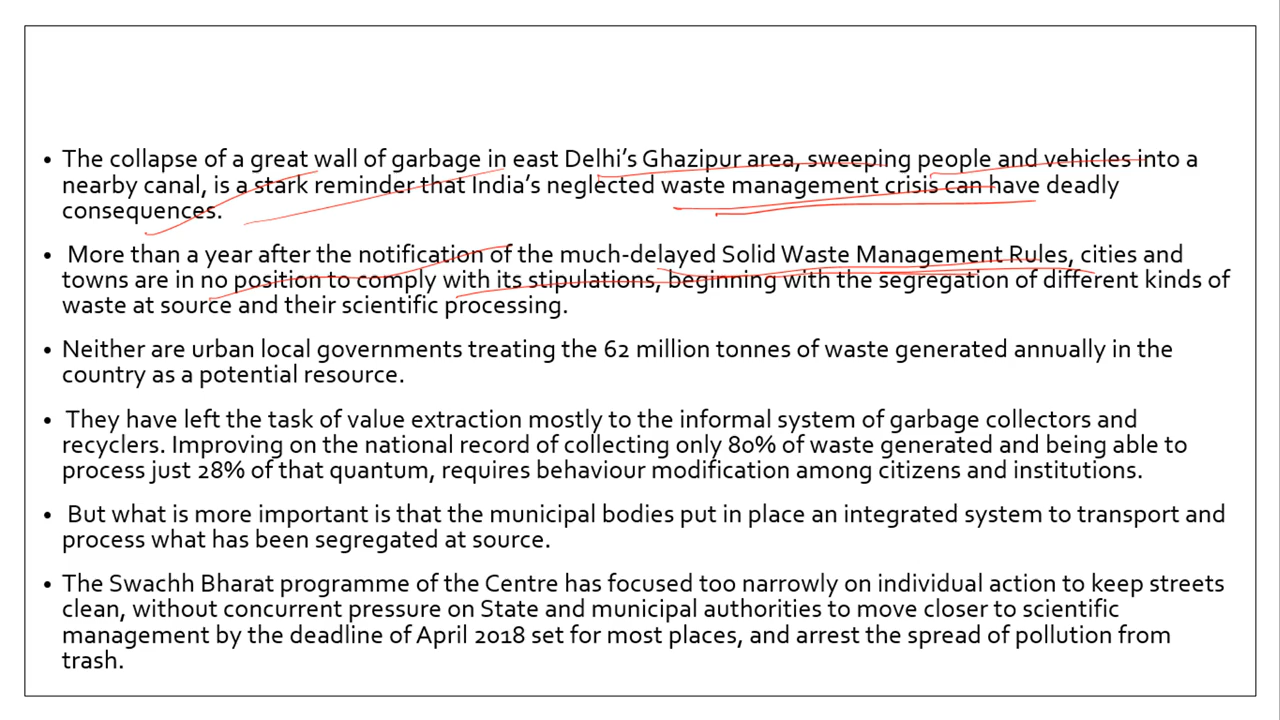 • The collapse of a great wall of garbage in east Delhi's Ghazipur area, sweeping people and vehicles into a
nearby canal, is a stark reminder that India's neglected waste management crisis can have deadly
consequences.
• More than a year after the notification of the much-delayed Solid Waste Management Rules, cities and
towns are in no position to comply with its stipulations, beginning with the segregation of different kinds of
waste at source and their scientific processing.
• Neither are urban local governments treating the 62 million tonnes of waste generated annually in the
country as a potential resource.
• They have left the task of value extraction mostly to the informal system of garbage collectors and
recyclers. Improving on the national record of collecting only 80% of waste generated and being able to
process just 28% of that quantum, requires behaviour modification among citizens and institutions.
• But what is more important is that the municipal bodies put in place an integrated system to transport and
process what has been segregated at source.
• The Swachh Bharat programme of the Centre has focused too narrowly on individual action to keep streets
clean, without concurrent pressure on State and municipal authorities to move closer to scientific
management by the deadline of April 2018 set for most places, and arrest the spread of pollution from
trash.